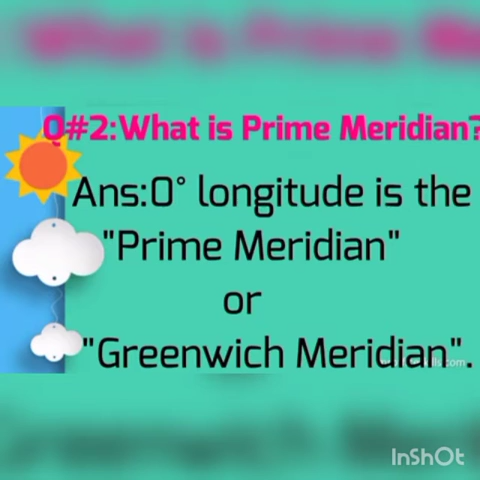 Q#2:What is Prime Meridian?
Ans:0° longitude is the
"Prime Meridian"
or
"Greenwich Meridian".
InShOt